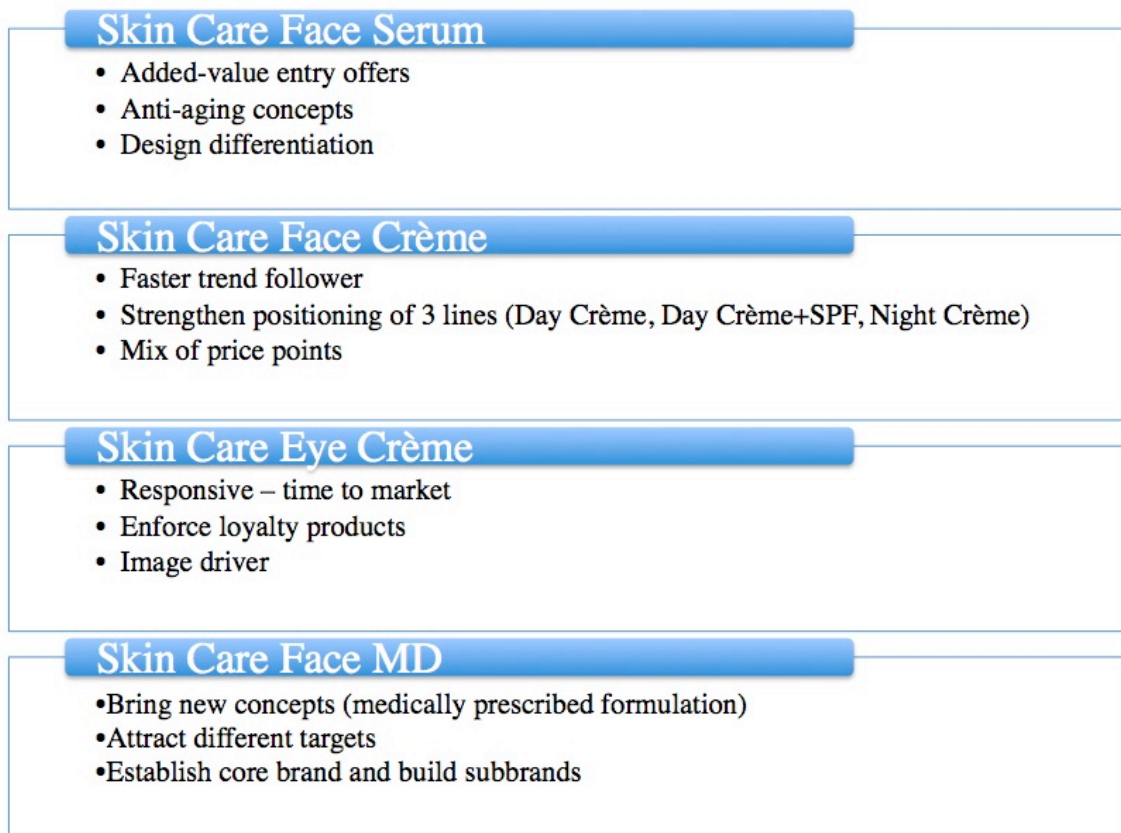 Skin Care Face Serum
• Added-value entry offers
• Anti-aging concepts
• Design differentiation
Skin Care Face Crème
• Faster trend follower
• Strengthen positioning of 3 lines (Day Crème, Day Crème+SPF, Night Crème)
• Mix of price points
Skin Care Eye Crème
• Responsive – time to market
• Enforce loyalty products
• Image driver
Skin Care Face MD
•Bring new concepts (medically prescribed formulation)
•Attract different targets
•Establish core brand and build subbrands